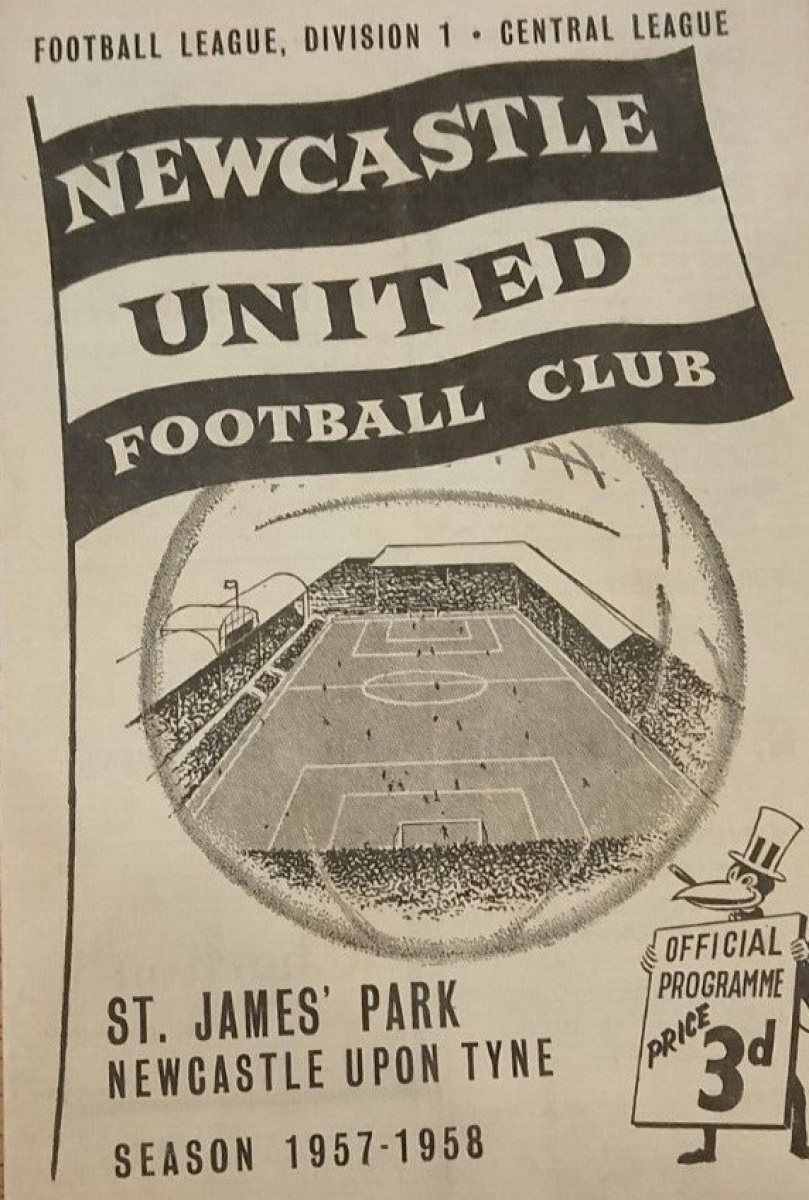 FOOTBALL LEAGUE, DIVISION 1 • CENTRAL LEAGUE
NEWCASTLE
UNITED
FOOTBALL CLUB
OFFICIAL
PROGRAMME
PRICE
3d
ST. JAMES' PARK
NEWCASTLE UPON TYNE
SEASON 1957-1958